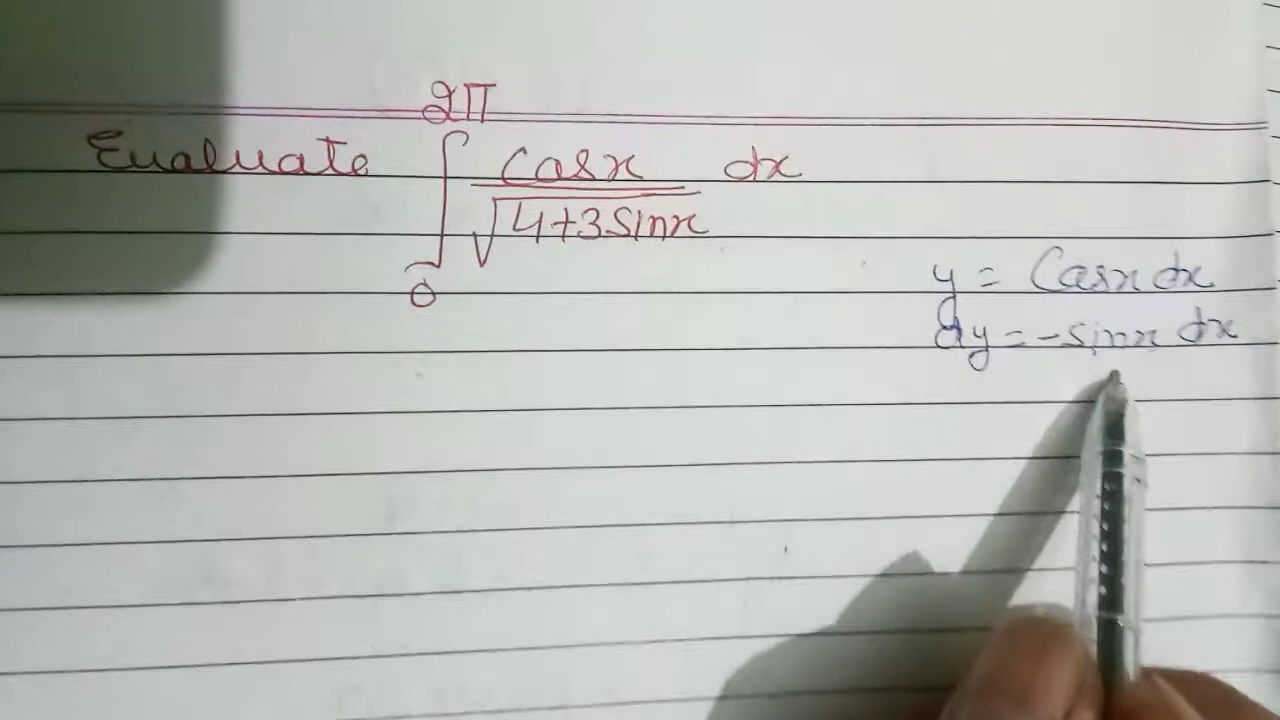 2π
Evaluate ∫ cosx / √4+3sinx dx
0
y = Cosx dx
dy = -sinx dx